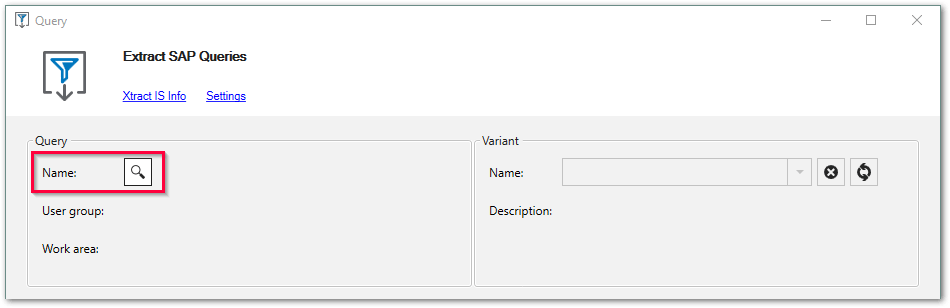 Query
Extract SAP Queries
Xtract IS Info Settings
Query
Name:
User group:
Work area:
Variant
Name:
Description: